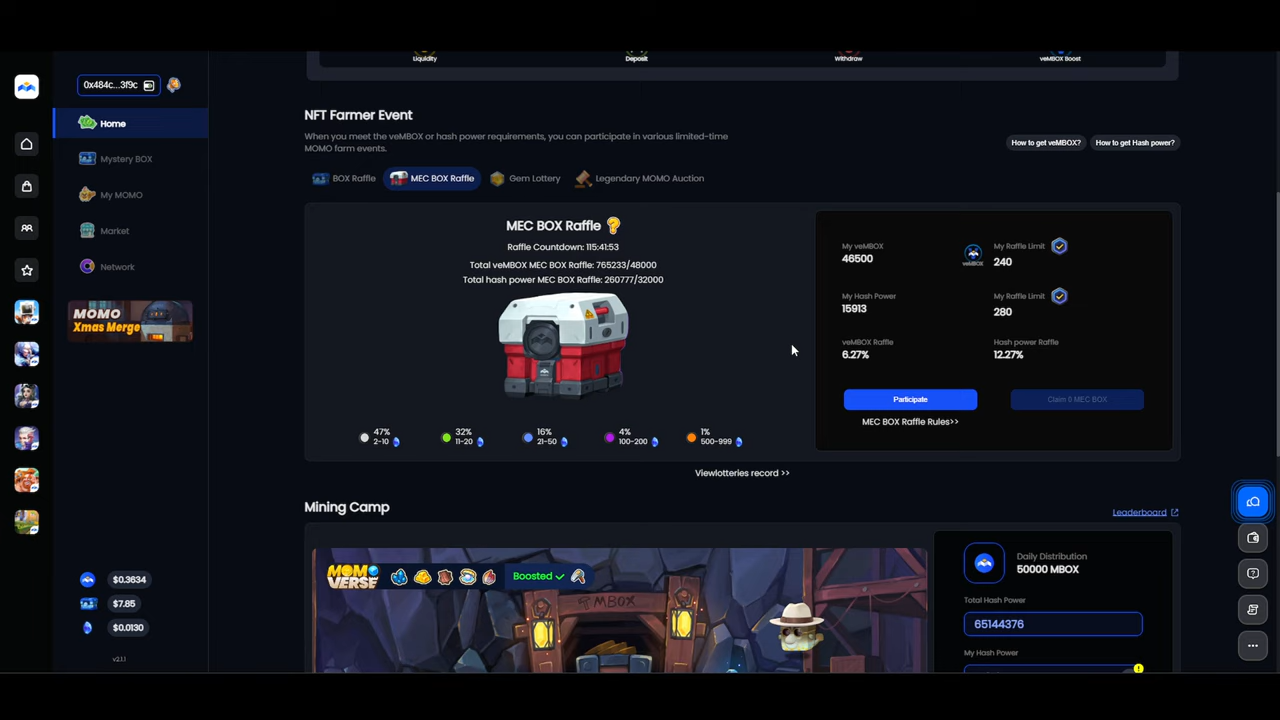 Liquidity
Deposit
Withdraw
veMBOX Boost
0x484c...3f9c
Home
Mystery BOX
My MOMO
Market
Network
MOMO
Xmas Merge
$0.3634
$7.85
$0.0130
v2.1.1
NFT Farmer Event
When you meet the veMBOX or hash power requirements, you can participate in various limited-time
MOMO farm events.
How to get veMBOX?
How to get Hash power?
BOX Raffle
MEC BOX Raffle
Gem Lottery
Legendary MOMO Auction
MEC BOX Raffle
Raffle Countdown: 115:41:53
Total veMBOX MEC BOX Raffle: 765233/48000
Total hash power MEC BOX Raffle: 260777/32000
47%
2-10
32%
11-20
16%
21-50
4%
100-200
1%
500-999
My veMBOX
46500
veMBOX
My Raffle Limit
240
My Hash Power
15913
My Raffle Limit
280
veMBOX Raffle
6.27%
Hash power Raffle
12.27%
Participate
Claim 0 MEC BOX
MEC BOX Raffle Rules>>
Viewlotteries record >>
Mining Camp
Leaderboard
MOMO
VERSE
Boosted
MBOX
Daily Distribution
50000 MBOX
Total Hash Power
65144376
My Hash Power